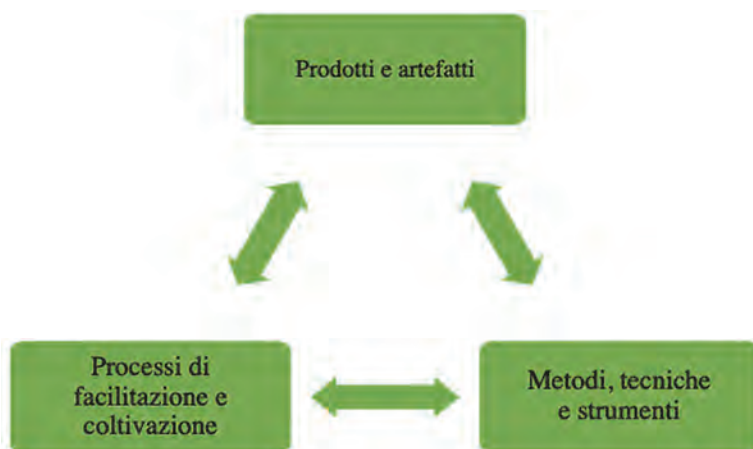 Prodotti e artefatti
Processi di
facilitazione e
coltivazione
Metodi, tecniche
e strumenti